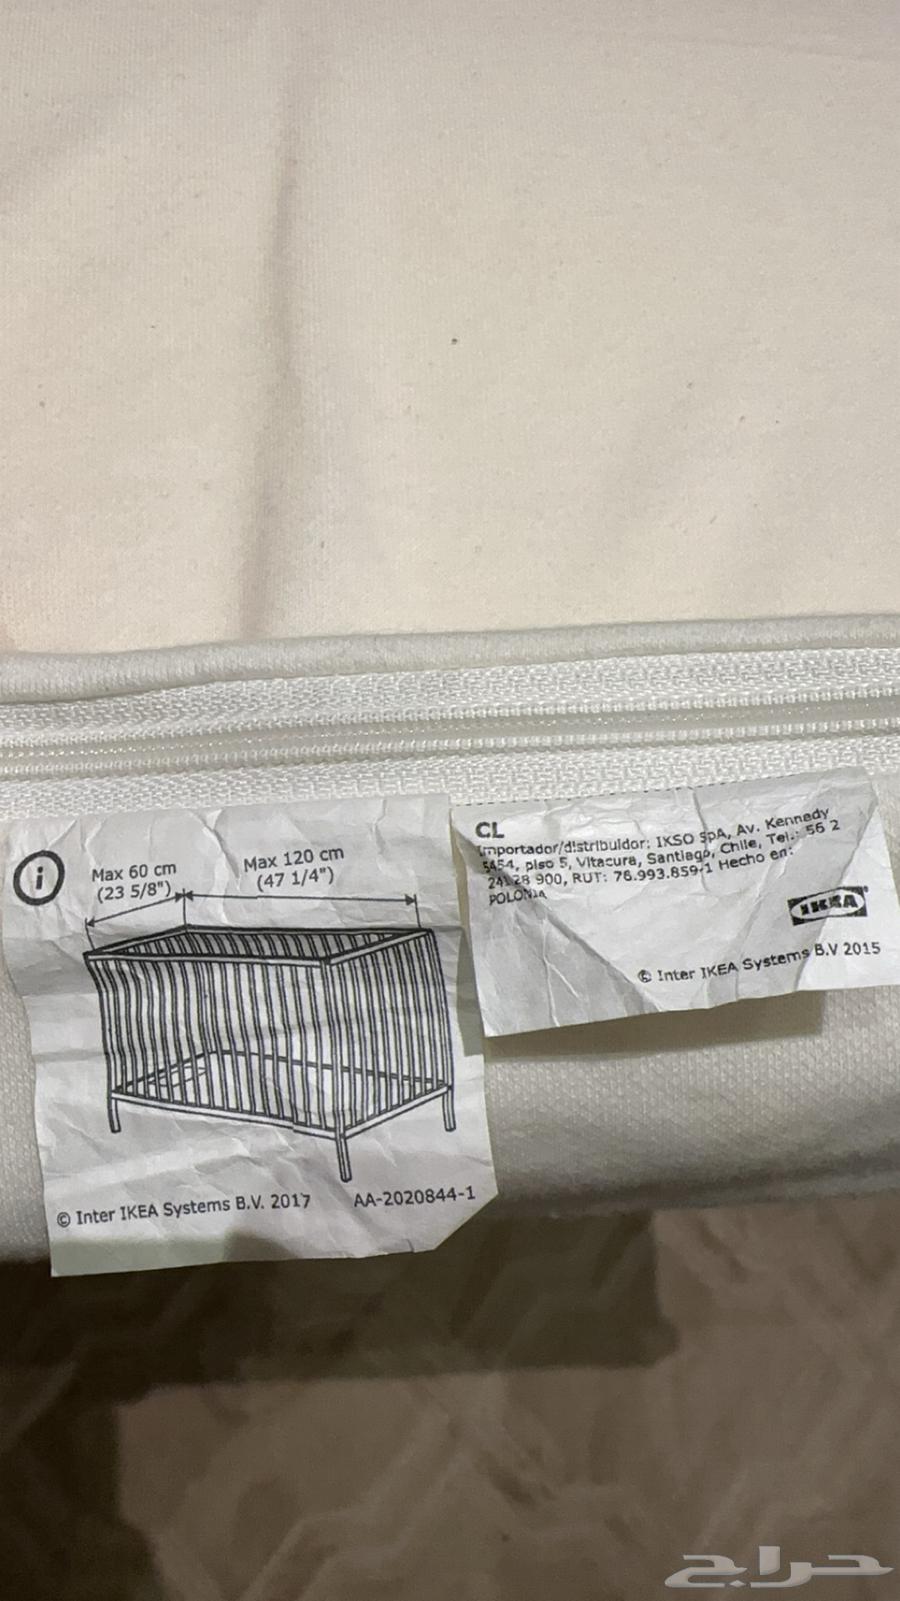 i
Max 60 cm
(23 5/8")
Max 120 cm
(47 1/4")
© Inter IKEA Systems B.V. 2017
AA-2020844-1
CL
Importador/distribuidor: IKSO SpA, Av. Kennedy
5454, piso 5, Vitacura, Santiago, Chile, Tel.: 56 2
24128 900, RUT: 76.993.859-1 Hecho en:
POLONIA
IKEA®
© Inter IKEA Systems B.V 2015
حراج